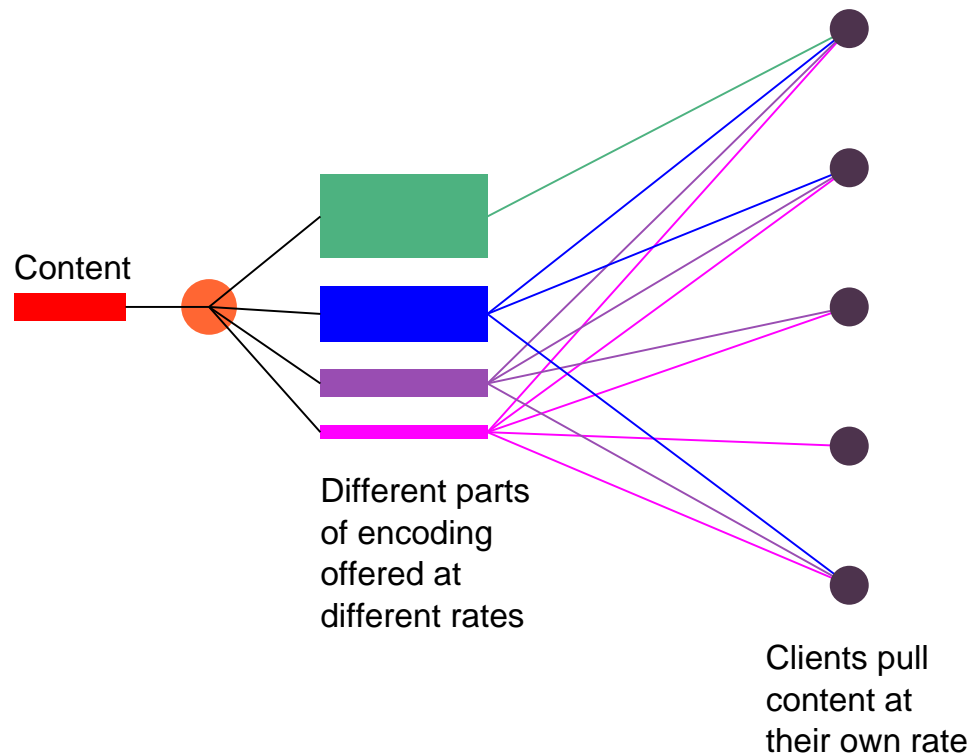 Content
Different parts
of encoding
offered at
different rates
Clients pull
content at
their own rate